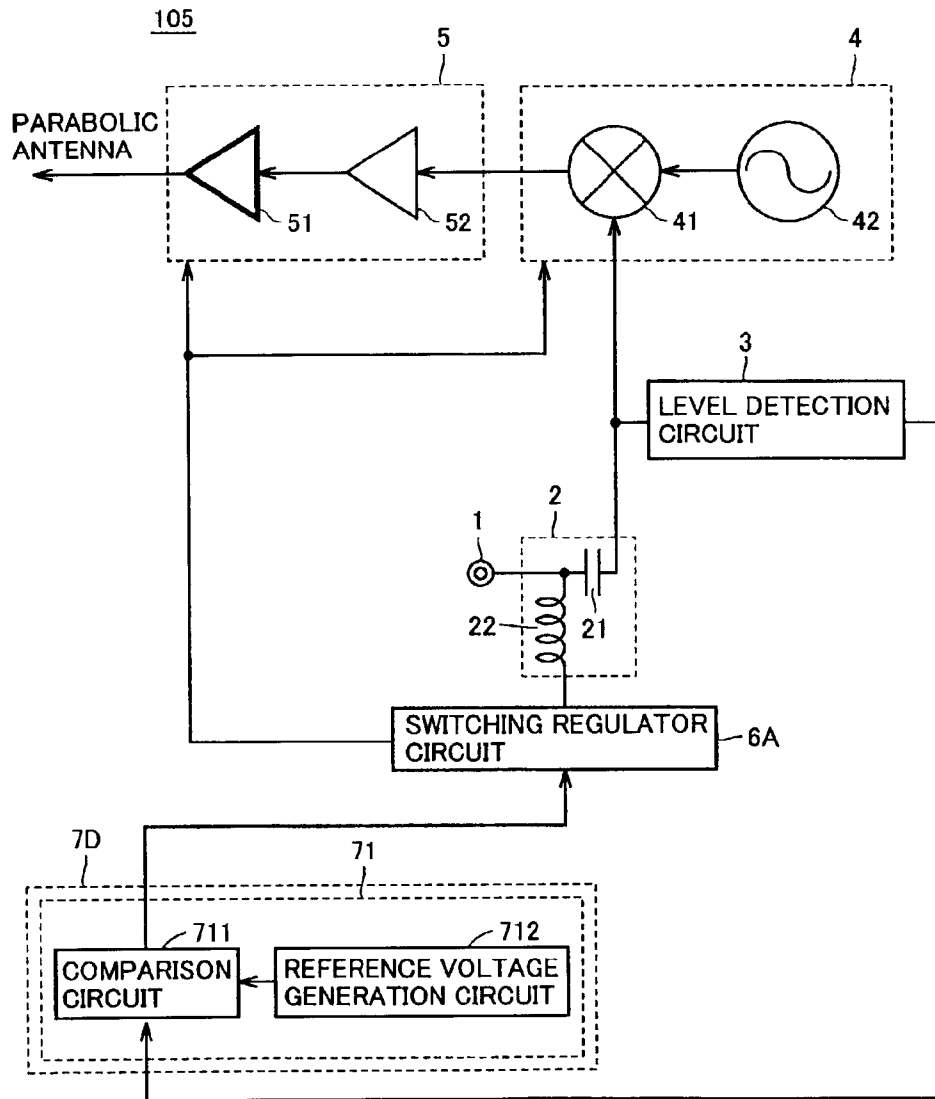 105
5
4
PARABOLIC
ANTENNA
51
52
41
42
3
LEVEL DETECTION
CIRCUIT
2
1
22
21
SWITCHING REGULATOR
CIRCUIT
6A
7D
71
711
712
COMPARISON
CIRCUIT
REFERENCE VOLTAGE
GENERATION CIRCUIT